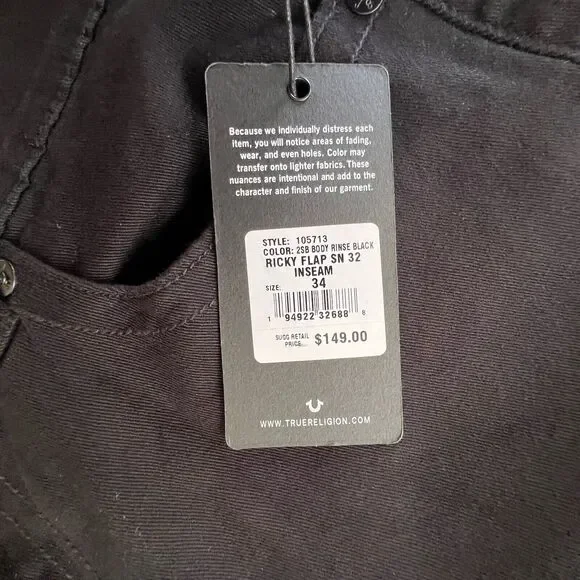 Because we individually distress each
item, you will notice areas of fading,
wear, and even holes. Color may
transfer onto lighter fabrics. These
nuances are intentional and add to the
character and finish of our garment.
STYLE: 105713
COLOR: 2SB BODY RINSE BLACK
RICKY FLAP SN 32
INSEAM
SIZE: 34
1 94922 32688 8
SUGG RETAIL
PRICE: $149.00
WWW.TRUERELIGION.COM